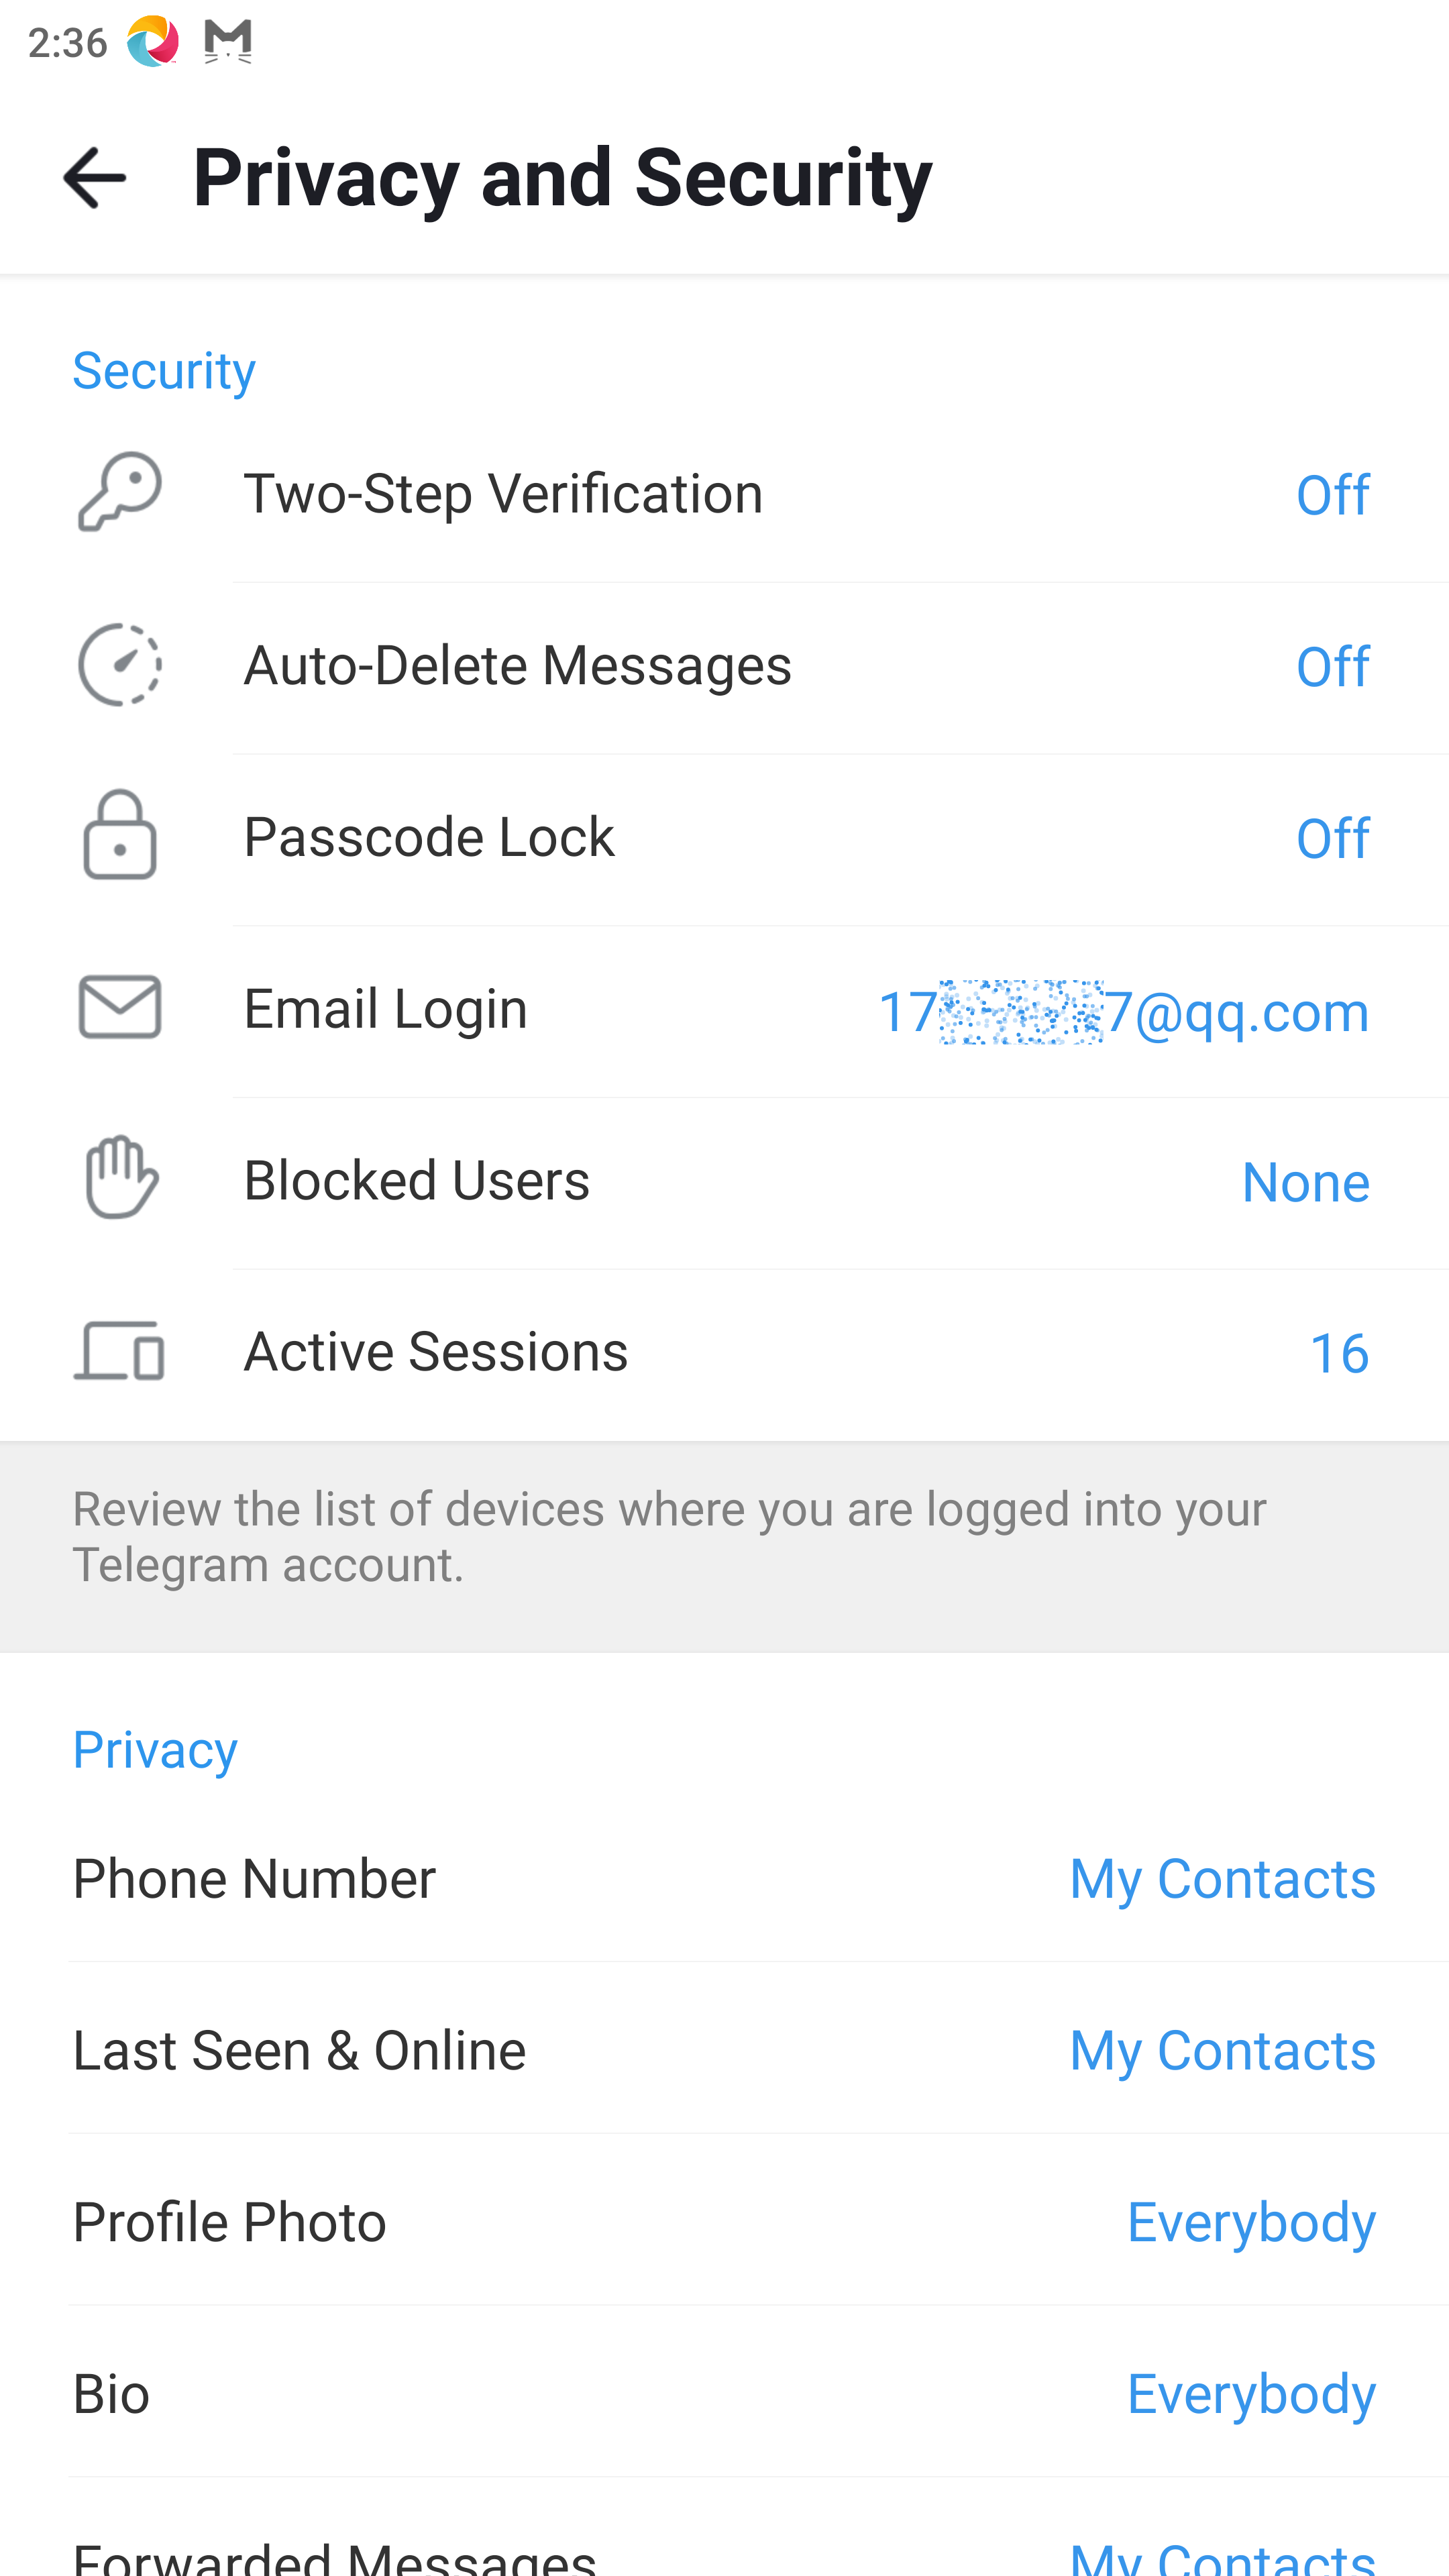 2:36
Privacy and Security
Security
Two-Step Verification Off
Auto-Delete Messages Off
Passcode Lock Off
Email Login 17 7@qq.com
Blocked Users None
Active Sessions 16
Review the list of devices where you are logged into your
Telegram account.
Privacy
Phone Number My Contacts
Last Seen & Online My Contacts
Profile Photo Everybody
Bio Everybody
Forwarded Messages My Contacts